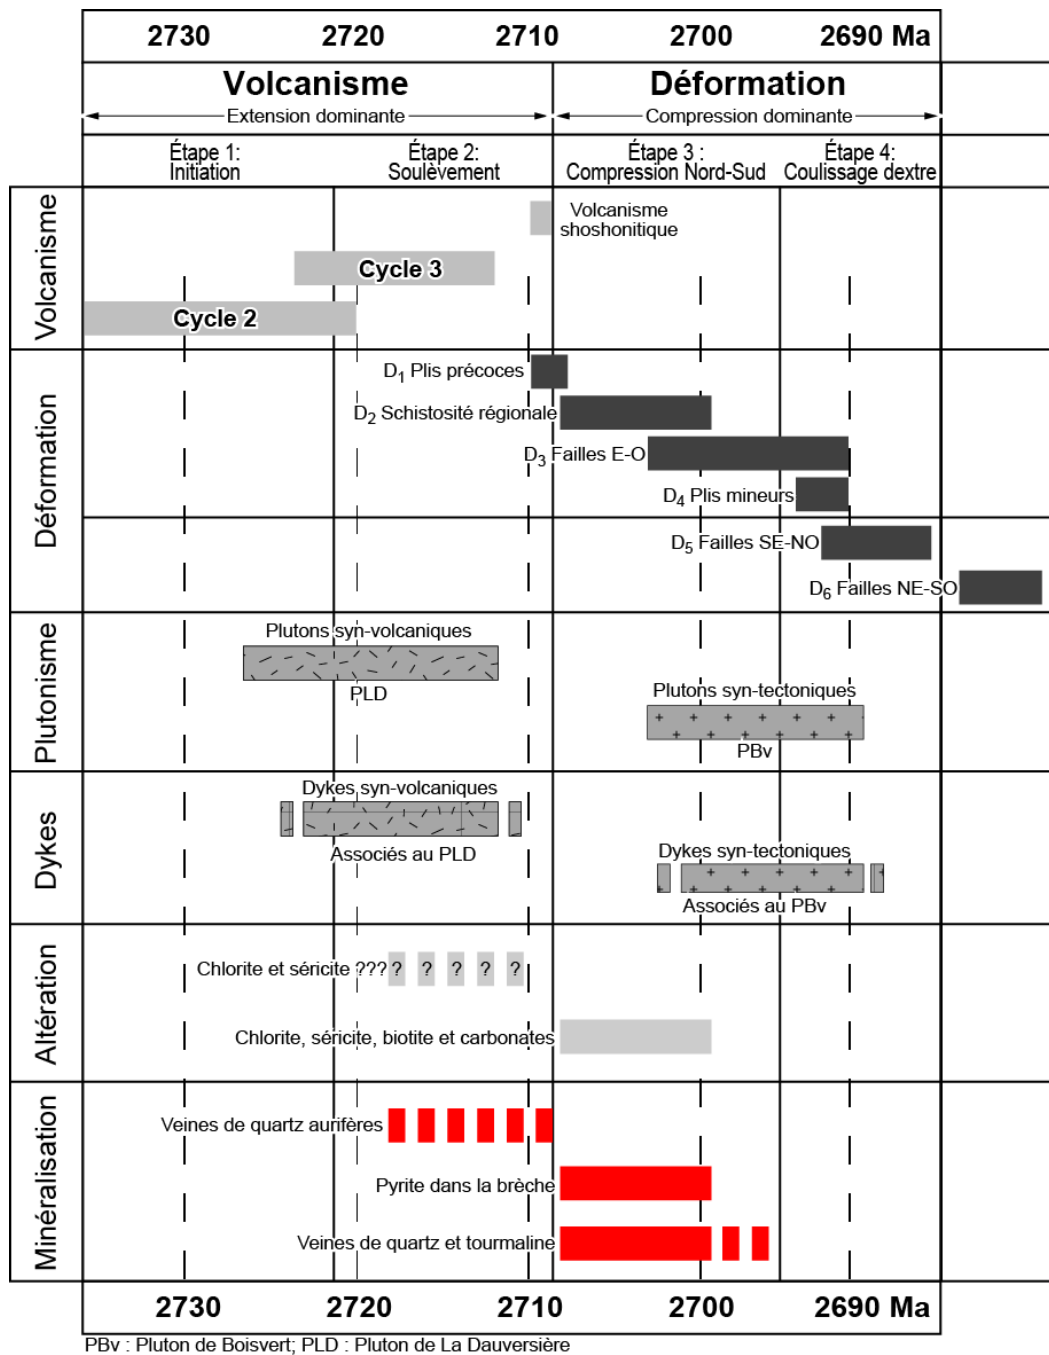 2730 2720 2710 2700 2690 Ma
Volcanisme Déformation
Extension dominante Compression dominante
Étape 1:
Initiation
Étape 2:
Soulèvement
Étape 3 :
Compression Nord-Sud
Étape 4:
Coulissage dextre
Volcanisme
Volcanisme
shoshonitique
Cycle 3
Cycle 2
Déformation
D1 Plis précoces
D2 Schistosité régionale
D3 Failles E-O
D4 Plis mineurs
D5 Failles SE-NO
D6 Failles NE-SO
Plutonisme
Plutons syn-volcaniques
PLD
Plutons syn-tectoniques
PBv
Dykes
Dykes syn-volcaniques
Associés au PLD
Dykes syn-tectoniques
Associés au PBv
Altération
Chlorite et séricite ??? ? ? ? ? ?
Chlorite, séricite, biotite et carbonates
Minéralisation
Veines de quartz aurifères
Pyrite dans la brèche
Veines de quartz et tourmaline
2730 2720 2710 2700 2690 Ma
PBv : Pluton de Boisvert; PLD : Pluton de La Dauversière